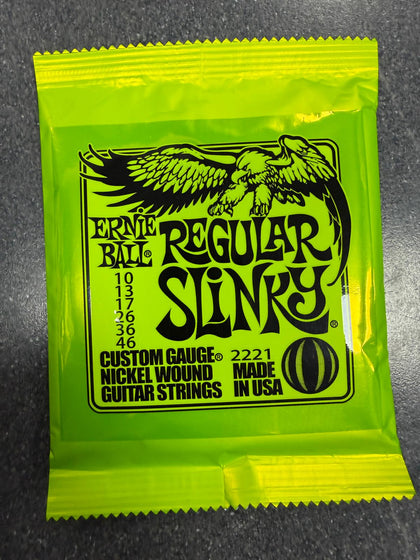 ERNIE
BALL®
REGULAR
SLINKY®
10
13
17
26
36
46
CUSTOM GAUGE®
NICKEL WOUND
GUITAR STRINGS
2221
MADE
IN USA